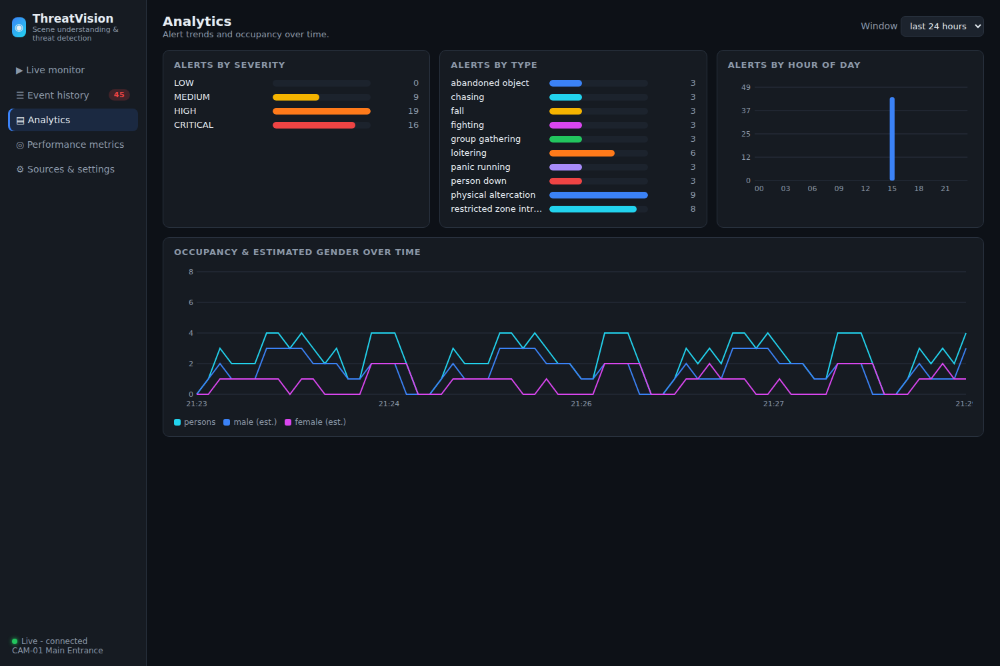 ThreatVision
Scene understanding &
threat detection
▶ Live monitor
☰ Event history 45
▤ Analytics
◎ Performance metrics
⚙ Sources & settings
Live - connected
CAM-01 Main Entrance
Analytics
Alert trends and occupancy over time.
Window last 24 hours
ALERTS BY SEVERITY
LOW 0
MEDIUM 9
HIGH 19
CRITICAL 16
ALERTS BY TYPE
abandoned object 3
chasing 3
fall 3
fighting 3
group gathering 3
loitering 6
panic running 3
person down 3
physical altercation 9
restricted zone intr... 8
ALERTS BY HOUR OF DAY
49
37
25
12
0
00 03 06 09 12 15 18 21
OCCUPANCY & ESTIMATED GENDER OVER TIME
8
6
4
2
0
21:23 21:24 21:26 21:27
persons male (est.) female (est.)